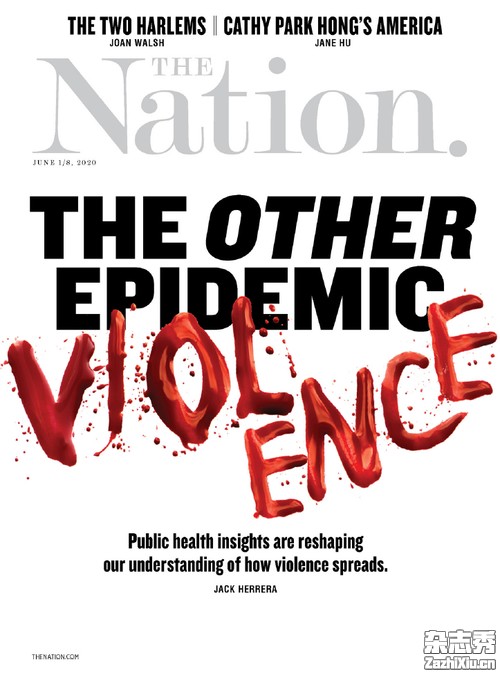 THE TWO HARLEMS || CATHY PARK HONG'S AMERICA
JOAN WALSH JANE HU
THE
Nation.
JUNE 1/8, 2020
THE OTHER
EPIDEMIC
VIOLENCE
Public health insights are reshaping
our understanding of how violence spreads.
JACK HERRERA
THENATION.COM
杂志秀
ZazhiXiu.cn